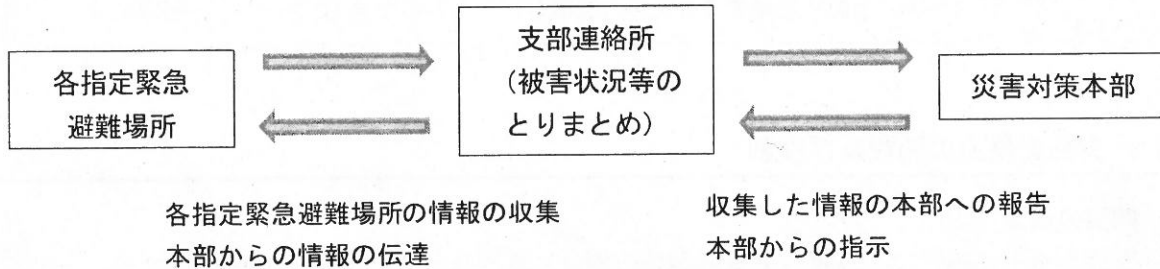 各指定緊急
避難場所
支部連絡所
（被害状況等の
とりまとめ）
災害対策本部
各指定緊急避難場所の情報の収集
本部からの情報の伝達
収集した情報の本部への報告
本部からの指示